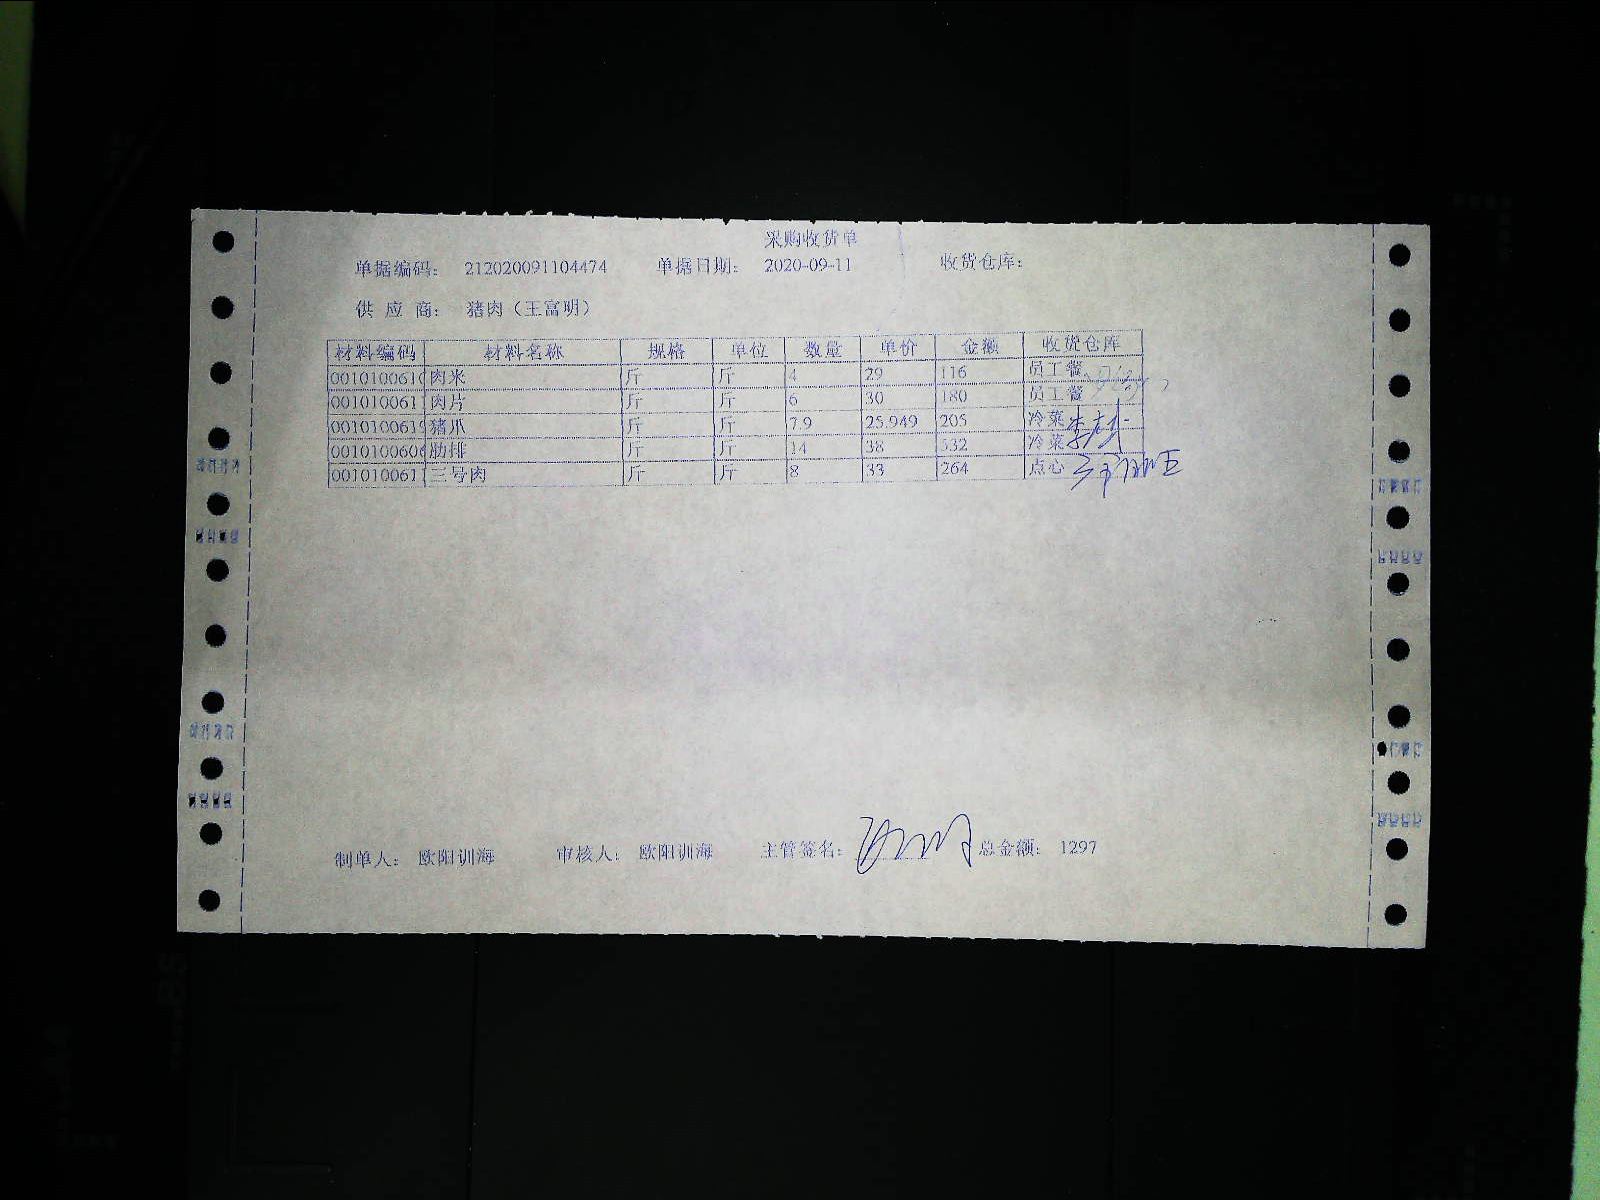 采购收货单
单据编码: 212020091104474 单据日期: 2020-09-11 收货仓库:
供 应 商: 猪肉（王富明）
材料编码 材料名称 规格 单位 数量 单价 金额 收货仓库
0010100610 肉米 斤 斤 4 29 116 员工餐
001010061 肉片 斤 斤 6 30 180 员工餐
001010061 猪爪 斤 斤 7.9 25.949 205 冷菜
001010060 肋排 斤 斤 14 38 532 冷菜
001010061 三号肉 斤 斤 8 33 264 点心
制单人: 欧阳训海 审核人: 欧阳训海 主管签名: 总金额: 1297